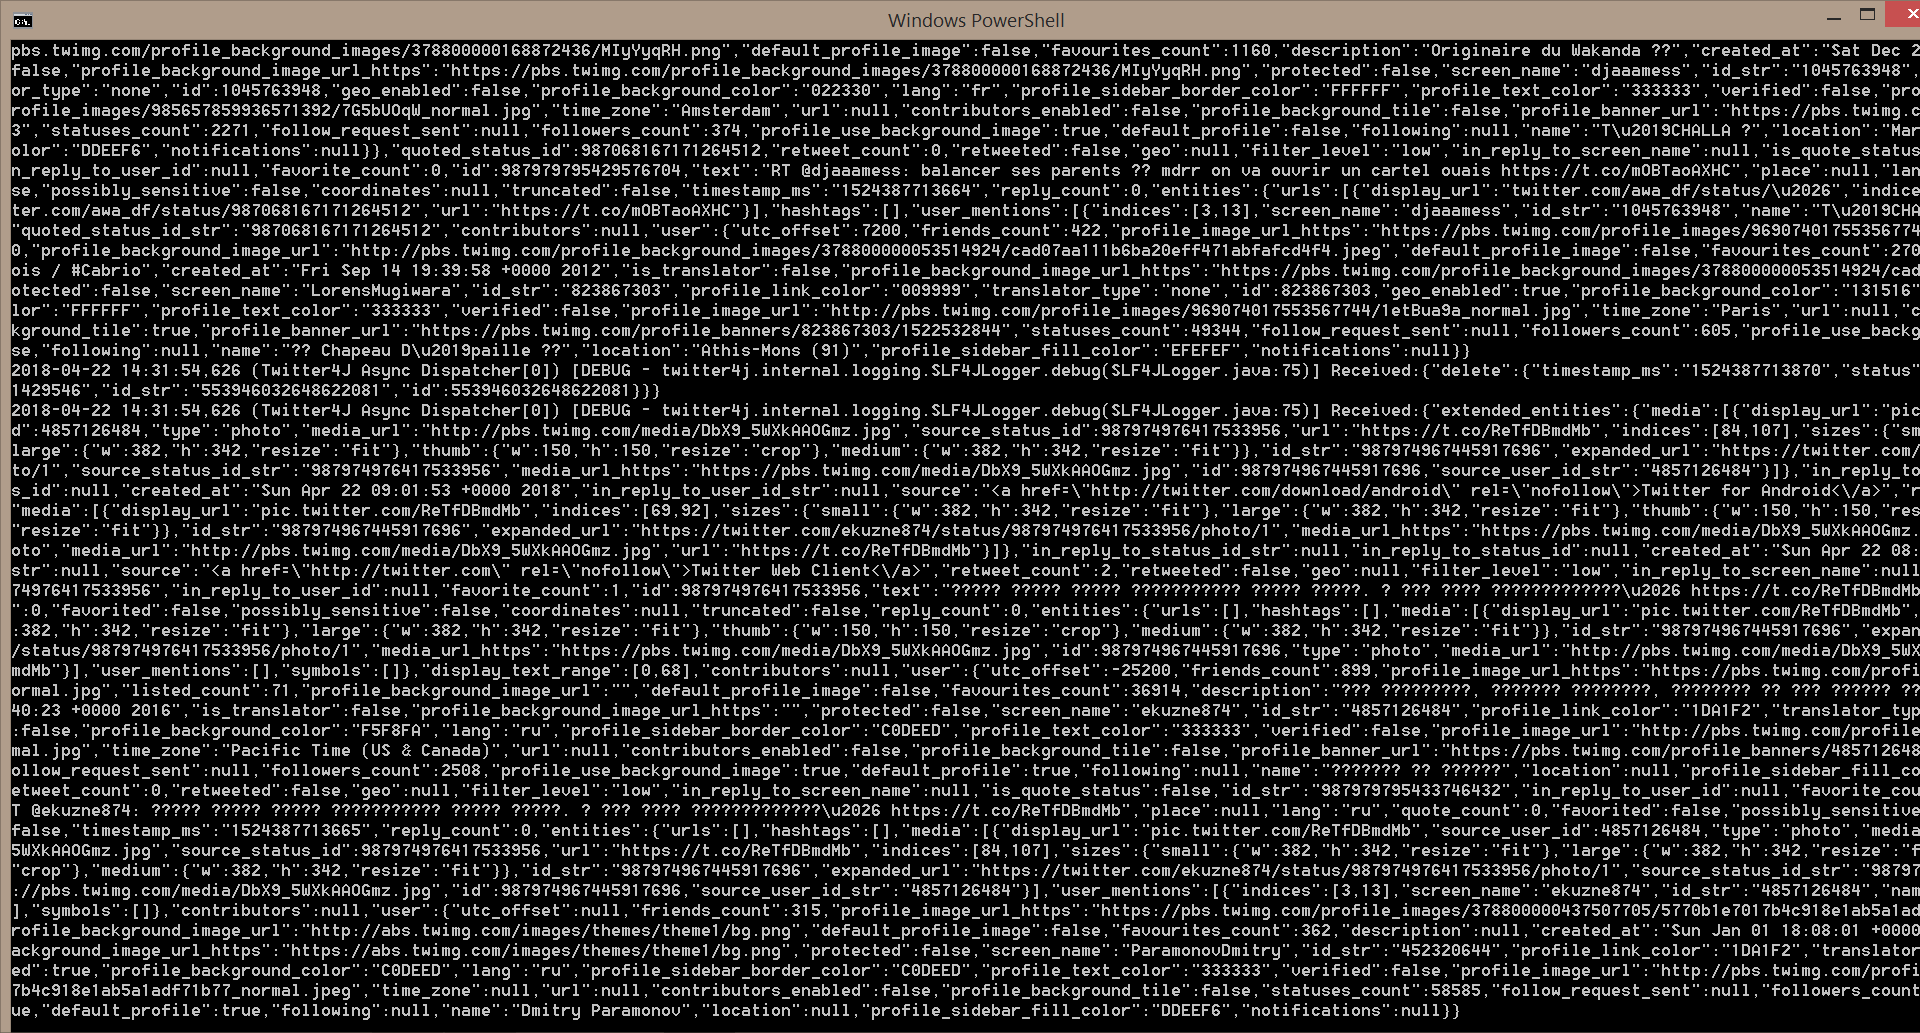 Windows PowerShell
pbs.twimg.com/profile_background_images/378800000168872436/MIyYyqRH.png","default_profile_image":false,"favourites_count":1160,"description":"Originaire du Wakanda ??","created_at":"Sat Dec 2
false,"profile_background_image_url_https":"https://pbs.twimg.com/profile_background_images/378800000168872436/MIyYyqRH.png","protected":false,"screen_name":"djaaamess","id_str":"1045763948",
or_type":"none","id":1045763948,"geo_enabled":false,"profile_background_color":"022330","lang":"fr","profile_sidebar_border_color":"FFFFFF","profile_text_color":"333333","verified":false,"pro
rofile_images/985657859936571392/7G5bUOqW_normal.jpg","time_zone":"Amsterdam","url":null,"contributors_enabled":false,"profile_background_tile":false,"profile_banner_url":"https://pbs.twimg.c
3","statuses_count":2271,"follow_request_sent":null,"followers_count":374,"profile_use_background_image":true,"default_profile":false,"following":null,"name":"T\u2019CHALLA ?","location":"Mar
olor":"DDEEF6","notifications":null}},"quoted_status_id":987068167171264512,"retweet_count":0,"retweeted":false,"geo":null,"filter_level":"low","in_reply_to_screen_name":null,"is_quote_status
n_reply_to_user_id":null,"favorite_count":0,"id":987979795429576704,"text":"RT @djaaamess: balancer ses parents ?? mdrr on va ouvrir un cartel ouais https://t.co/mOBTaoAXHC","place":null,"lan
se,"possibly_sensitive":false,"coordinates":null,"truncated":false,"timestamp_ms":"1524387713664","reply_count":0,"entities":{"urls":[{"display_url":"twitter.com/awa_df/status/\u2026","indice
ter.com/awa_df/status/987068167171264512","url":"https://t.co/mOBTaoAXHC"}],"hashtags":[],"user_mentions":[{"indices":[3,13],"screen_name":"djaaamess","id_str":"1045763948","name":"T\u2019CHA
"quoted_status_id_str":"987068167171264512","contributors":null,"user":{"utc_offset":7200,"friends_count":422,"profile_image_url_https":"https://pbs.twimg.com/profile_images/96907401755356774
0,"profile_background_image_url":"http://pbs.twimg.com/profile_background_images/378800000053514924/cad07aa111b6ba20eff471abfafcd4f4.jpeg","default_profile_image":false,"favourites_count":270
ois / #Cabrio","created_at":"Fri Sep 14 19:39:58 +0000 2012","is_translator":false,"profile_background_image_url_https":"https://pbs.twimg.com/profile_background_images/378800000053514924/cad
otected":false,"screen_name":"LorensMugiwara","id_str":"823867303","profile_link_color":"009999","translator_type":"none","id":823867303,"geo_enabled":true,"profile_background_color":"131516"
lor":"FFFFFF","profile_text_color":"333333","verified":false,"profile_image_url":"http://pbs.twimg.com/profile_images/969074017553567744/1etBua9a_normal.jpg","time_zone":"Paris","url":null,"c
kground_tile":true,"profile_banner_url":"https://pbs.twimg.com/profile_banners/823867303/1522532844","statuses_count":49344,"follow_request_sent":null,"followers_count":605,"profile_use_backg
se,"following":null,"name":"?? Chapeau D\u2019paille ??","location":"Athis-Mons (91)","profile_sidebar_fill_color":"EFEFEF","notifications":null}}
2018-04-22 14:31:54,626 (Twitter4J Async Dispatcher[0]) [DEBUG - twitter4j.internal.logging.SLF4JLogger.debug(SLF4JLogger.java:75)] Received:{"delete":{"timestamp_ms":"1524387713870","status"
1429546","id_str":"553946032648622081","id":553946032648622081}}}
2018-04-22 14:31:54,626 (Twitter4J Async Dispatcher[0]) [DEBUG - twitter4j.internal.logging.SLF4JLogger.debug(SLF4JLogger.java:75)] Received:{"extended_entities":{"media":[{"display_url":"pic
d":4857126484,"type":"photo","media_url":"http://pbs.twimg.com/media/DbX9_5WXkAAOGmz.jpg","source_status_id":987974976417533956,"url":"https://t.co/ReTfDBmdMb","indices":[84,107],"sizes":{"sm
large":{"w":382,"h":342,"resize":"fit"},"thumb":{"w":150,"h":150,"resize":"crop"},"medium":{"w":382,"h":342,"resize":"fit"}},"id_str":"987974967445917696","expanded_url":"https://twitter.com/
to/1","source_status_id_str":"987974976417533956","media_url_https":"https://pbs.twimg.com/media/DbX9_5WXkAAOGmz.jpg","id":987974967445917696,"source_user_id_str":"4857126484"}]},"in_reply_to
s_id":null,"created_at":"Sun Apr 22 09:01:53 +0000 2018","in_reply_to_user_id_str":null,"source":"<a href=\"http://twitter.com/download/android\" rel=\"nofollow\">Twitter for Android<\/a>","r
"media":[{"display_url":"pic.twitter.com/ReTfDBmdMb","indices":[69,92],"sizes":{"small":{"w":382,"h":342,"resize":"fit"},"large":{"w":382,"h":342,"resize":"fit"},"thumb":{"w":150,"h":150,"res
"resize":"fit"}},"id_str":"987974967445917696","expanded_url":"https://twitter.com/ekuzne874/status/987974976417533956/photo/1","media_url_https":"https://pbs.twimg.com/media/DbX9_5WXkAAOGmz.
oto","media_url":"http://pbs.twimg.com/media/DbX9_5WXkAAOGmz.jpg","url":"https://t.co/ReTfDBmdMb"}]},"in_reply_to_status_id_str":null,"in_reply_to_status_id":null,"created_at":"Sun Apr 22 08:
str":null,"source":"<a href=\"http://twitter.com\" rel=\"nofollow\">Twitter Web Client<\/a>","retweet_count":2,"retweeted":false,"geo":null,"filter_level":"low","in_reply_to_screen_name":null
74976417533956","in_reply_to_user_id":null,"favorite_count":1,"id":987974976417533956,"text":"????? ????? ????? ??????????? ????? ?????. ? ??? ???? ?????????????\u2026 https://t.co/ReTfDBmdMb
":0,"favorited":false,"possibly_sensitive":false,"coordinates":null,"truncated":false,"reply_count":0,"entities":{"urls":[],"hashtags":[],"media":[{"display_url":"pic.twitter.com/ReTfDBmdMb",
:382,"h":342,"resize":"fit"},"large":{"w":382,"h":342,"resize":"fit"},"thumb":{"w":150,"h":150,"resize":"crop"},"medium":{"w":382,"h":342,"resize":"fit"}},"id_str":"987974967445917696","expan
/status/987974976417533956/photo/1","media_url_https":"https://pbs.twimg.com/media/DbX9_5WXkAAOGmz.jpg","id":987974967445917696,"type":"photo","media_url":"http://pbs.twimg.com/media/DbX9_5WX
mdMb"}],"user_mentions":[],"symbols":[]},"display_text_range":[0,68],"contributors":null,"user":{"utc_offset":-25200,"friends_count":899,"profile_image_url_https":"https://pbs.twimg.com/profi
ormal.jpg","listed_count":71,"profile_background_image_url":"","default_profile_image":false,"favourites_count":36914,"description":"??? ?????????, ??????? ????????, ???????? ?? ??? ?????? ??
40:23 +0000 2016","is_translator":false,"profile_background_image_url_https":"","protected":false,"screen_name":"ekuzne874","id_str":"4857126484","profile_link_color":"1DA1F2","translator_typ
:false,"profile_background_color":"F5F8FA","lang":"ru","profile_sidebar_border_color":"C0DEED","profile_text_color":"333333","verified":false,"profile_image_url":"http://pbs.twimg.com/profile
mal.jpg","time_zone":"Pacific Time (US & Canada)","url":null,"contributors_enabled":false,"profile_background_tile":false,"profile_banner_url":"https://pbs.twimg.com/profile_banners/485712648
ollow_request_sent":null,"followers_count":2508,"profile_use_background_image":true,"default_profile":true,"following":null,"name":"??????? ?? ??????","location":null,"profile_sidebar_fill_co
etweet_count":0,"retweeted":false,"geo":null,"filter_level":"low","in_reply_to_screen_name":null,"is_quote_status":false,"id_str":"987979795433746432","in_reply_to_user_id":null,"favorite_cou
T @ekuzne874: ????? ????? ????? ??????????? ????? ?????. ? ??? ???? ?????????????\u2026 https://t.co/ReTfDBmdMb","place":null,"lang":"ru","quote_count":0,"favorited":false,"possibly_sensitive
false,"timestamp_ms":"1524387713665","reply_count":0,"entities":{"urls":[],"hashtags":[],"media":[{"display_url":"pic.twitter.com/ReTfDBmdMb","source_user_id":4857126484,"type":"photo","media
5WXkAAOGmz.jpg","source_status_id":987974976417533956,"url":"https://t.co/ReTfDBmdMb","indices":[84,107],"sizes":{"small":{"w":382,"h":342,"resize":"fit"},"large":{"w":382,"h":342,"resize":"f
"crop"},"medium":{"w":382,"h":342,"resize":"fit"}},"id_str":"987974967445917696","expanded_url":"https://twitter.com/ekuzne874/status/987974976417533956/photo/1","source_status_id_str":"98797
://pbs.twimg.com/media/DbX9_5WXkAAOGmz.jpg","id":987974967445917696,"source_user_id_str":"4857126484"}],"user_mentions":[{"indices":[3,13],"screen_name":"ekuzne874","id_str":"4857126484","nam
],"symbols":[]},"contributors":null,"user":{"utc_offset":null,"friends_count":315,"profile_image_url_https":"https://pbs.twimg.com/profile_images/378800000437507705/5770b1e7017b4c918e1ab5a1ad
rofile_background_image_url":"http://abs.twimg.com/images/themes/theme1/bg.png","default_profile_image":false,"favourites_count":362,"description":null,"created_at":"Sun Jan 01 18:08:01 +0000
ackground_image_url_https":"https://abs.twimg.com/images/themes/theme1/bg.png","protected":false,"screen_name":"ParamonovDmitry","id_str":"452320644","profile_link_color":"1DA1F2","translator
ed":true,"profile_background_color":"C0DEED","lang":"ru","profile_sidebar_border_color":"C0DEED","profile_text_color":"333333","verified":false,"profile_image_url":"http://pbs.twimg.com/profi
7b4c918e1ab5a1adf71b77_normal.jpeg","time_zone":null,"url":null,"contributors_enabled":false,"profile_background_tile":false,"statuses_count":58585,"follow_request_sent":null,"followers_count
ue,"default_profile":true,"following":null,"name":"Dmitry Paramonov","location":null,"profile_sidebar_fill_color":"DDEEF6","notifications":null}}